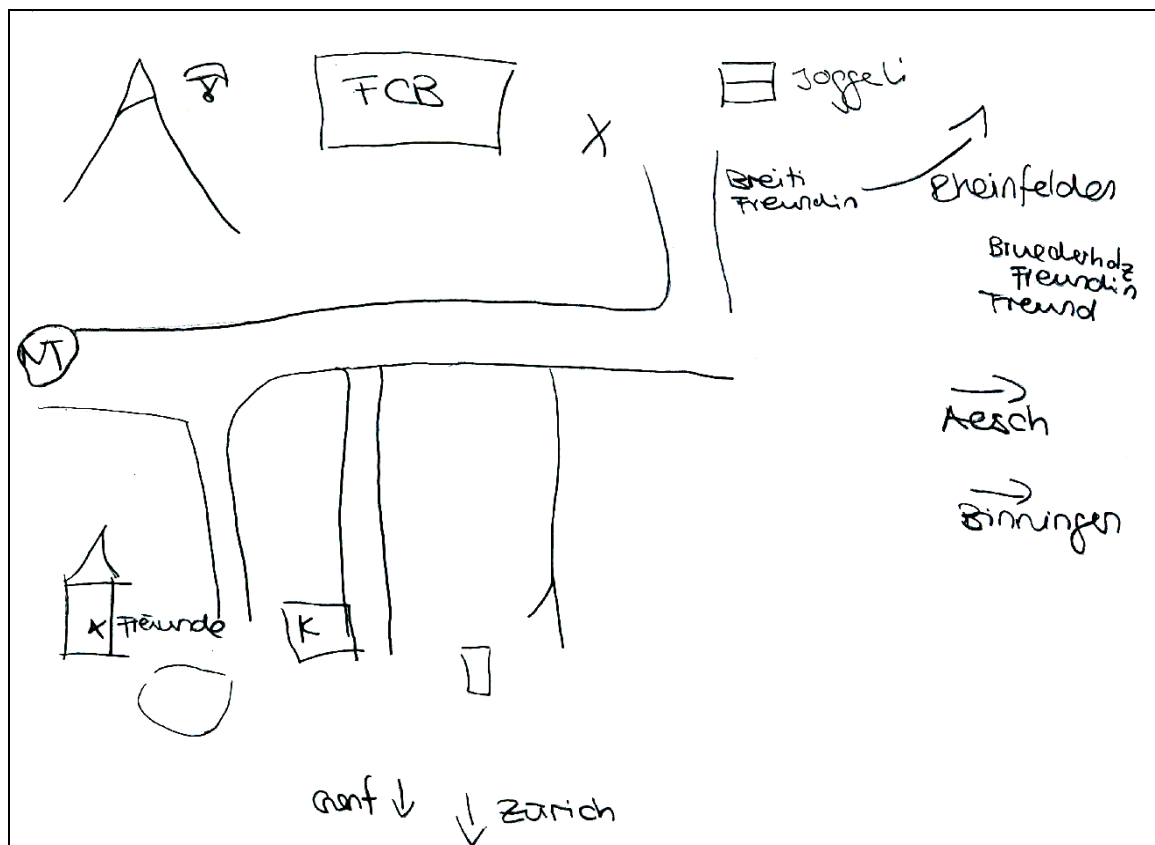 FCB
X
Joggeli
Breiti
Freundin
Rheinfelden
Bruederholz
Freundin
Freund
NT
Aesch
Binningen
X Freunde
K
Genf
Zürich